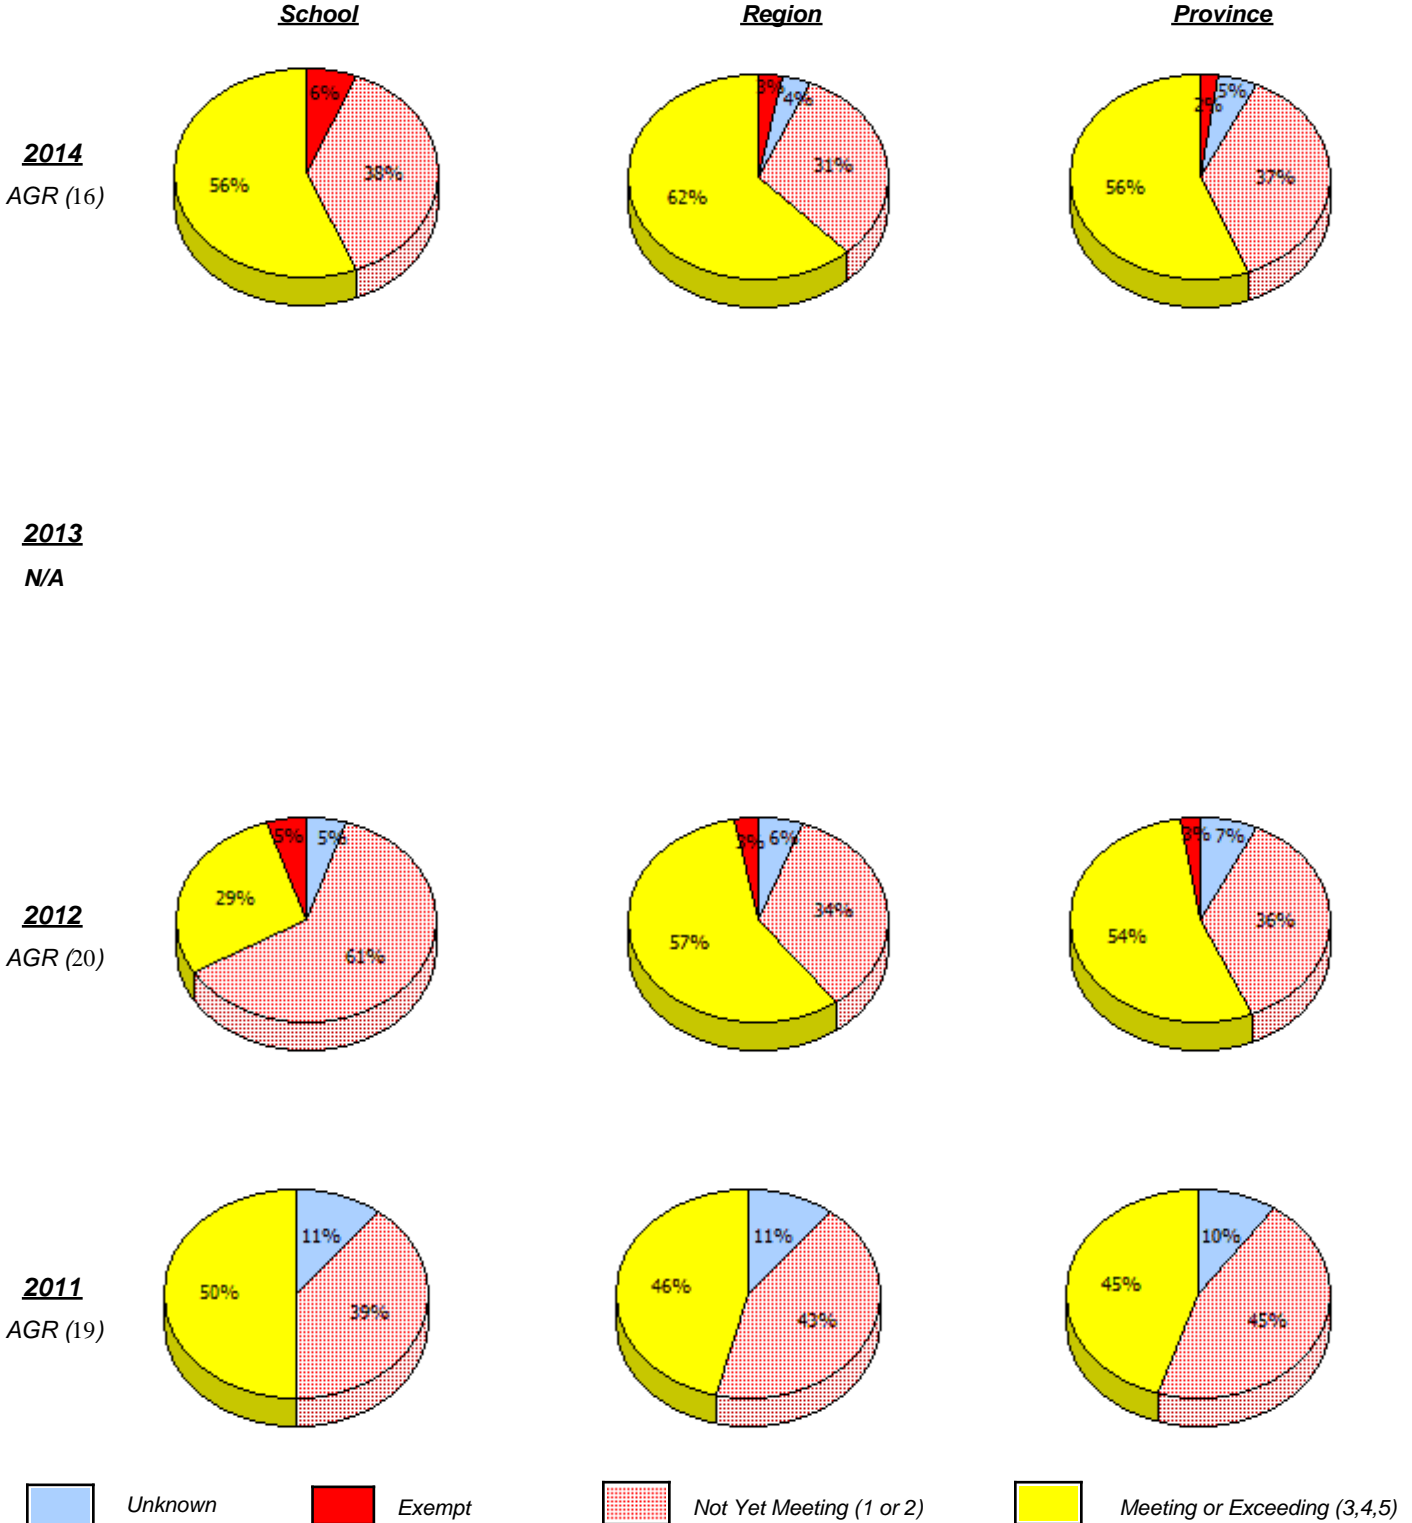 School Region Province
6% 3% 4% 2% 5%
2014
38% 31% 37%
AGR (16) 56% 62% 56%
2013
N/A
5% 5% 3% 6% 3% 7%
29% 34% 36%
2012
57% 54%
AGR (20) 61%
11% 11% 10%
2011
50% 46% 45%
AGR (19) 39% 43% 45%
Unknown Exempt Not Yet Meeting (1 or 2) Meeting or Exceeding (3,4,5)